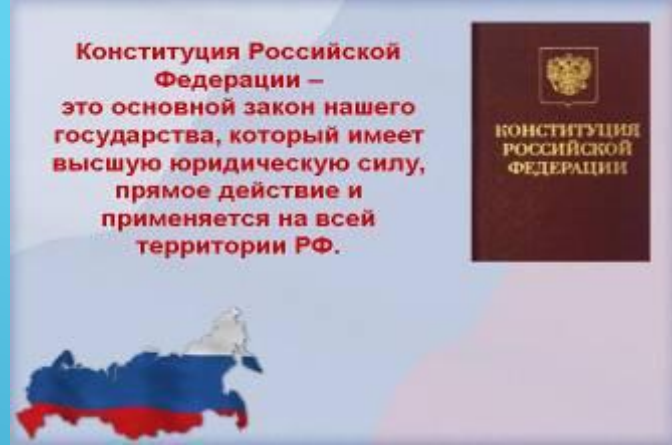 Конституция Российской
Федерации –
это основной закон нашего
государства, который имеет
высшую юридическую силу,
прямое действие и
применяется на всей
территории РФ.
КОНСТИТУЦИЯ
РОССИЙСКОЙ
ФЕДЕРАЦИИ